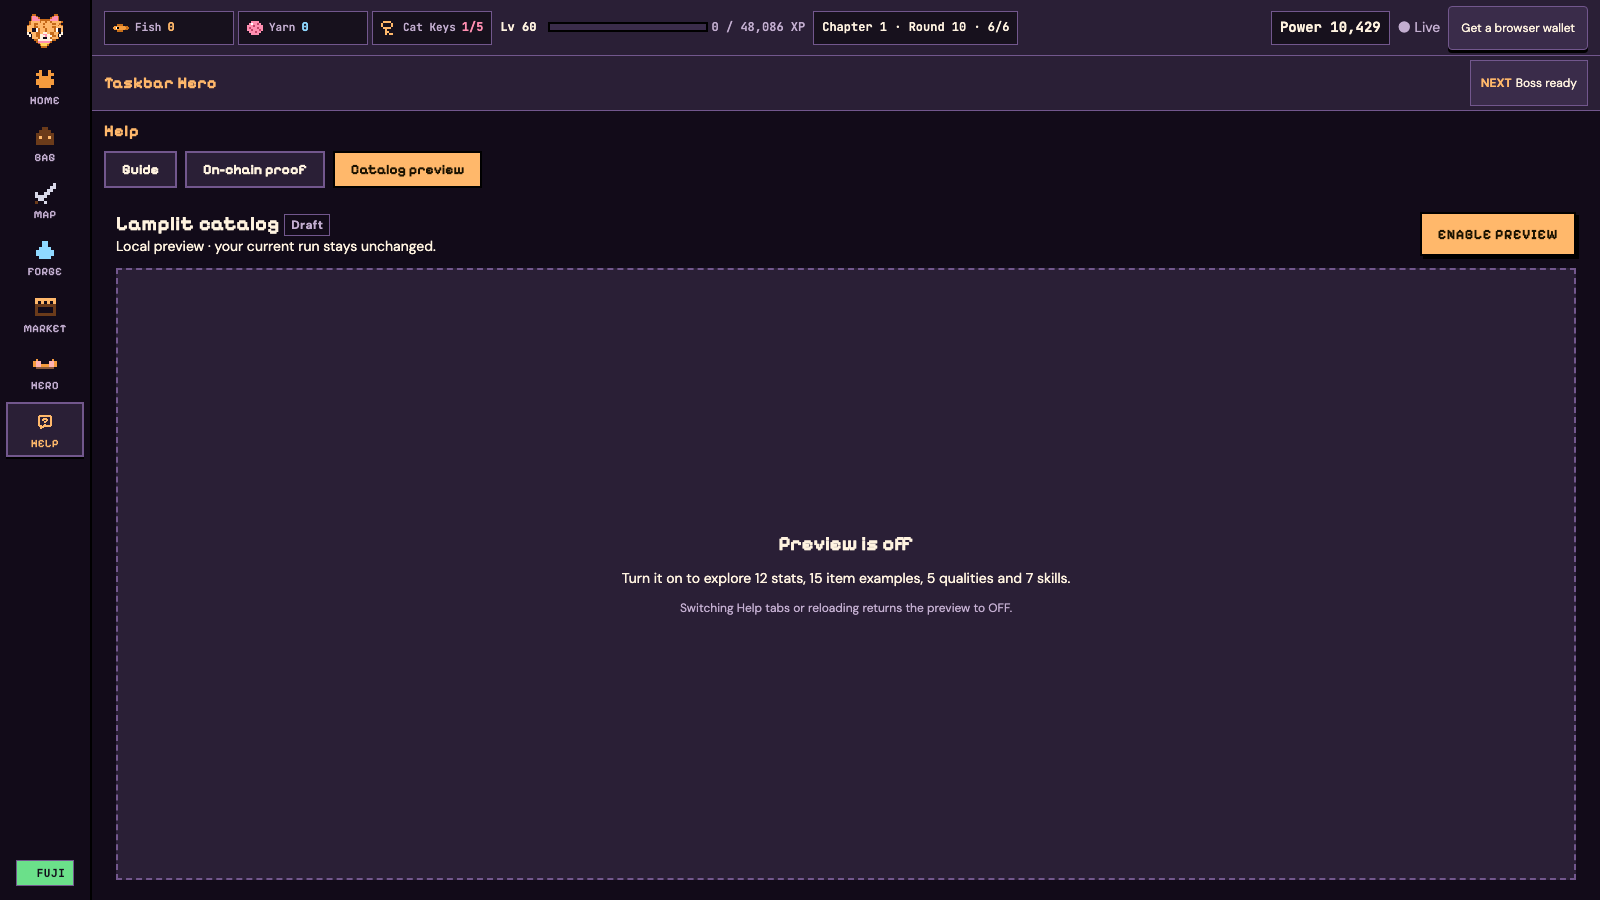 Fish 0
Yarn 0
Cat Keys 1/5
Lv 60
0 / 48,086 XP
Chapter 1 · Round 10 · 6/6
Power 10,429
Live
Get a browser wallet
HOME
BAG
MAP
FORGE
MARKET
HERO
HELP
FUJI
Taskbar Hero
NEXT Boss ready
Help
Guide
On-chain proof
Catalog preview
Lamplit catalog
Draft
Local preview · your current run stays unchanged.
ENABLE PREVIEW
Preview is off
Turn it on to explore 12 stats, 15 item examples, 5 qualities and 7 skills.
Switching Help tabs or reloading returns the preview to OFF.